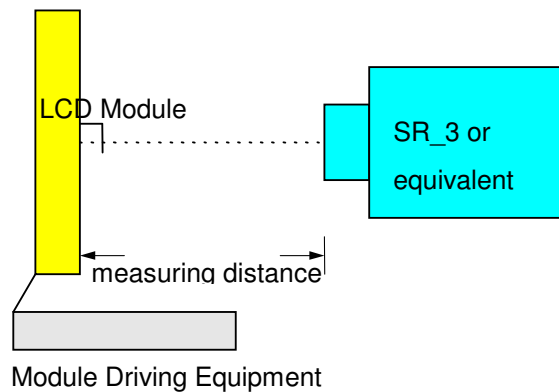 LCD Module
SR_3 or
equivalent
measuring distance
Module Driving Equipment